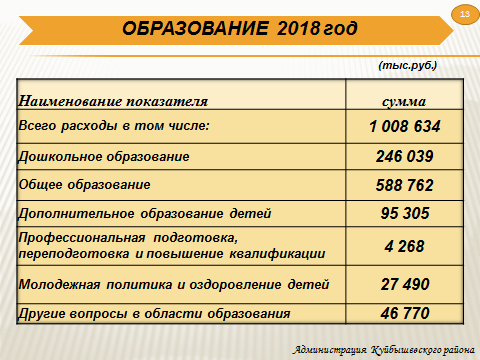 13
ОБРАЗОВАНИЕ 2018 год
(тыс.руб.)
Наименование показателя сумма
Всего расходы в том числе: 1 008 634
Дошкольное образование 246 039
Общее образование 588 762
Дополнительное образование детей 95 305
Профессиональная подготовка,
переподготовка и повышение квалификации 4 268
Молодежная политика и оздоровление детей 27 490
Другие вопросы в области образования 46 770
Администрация Куйбышевского района